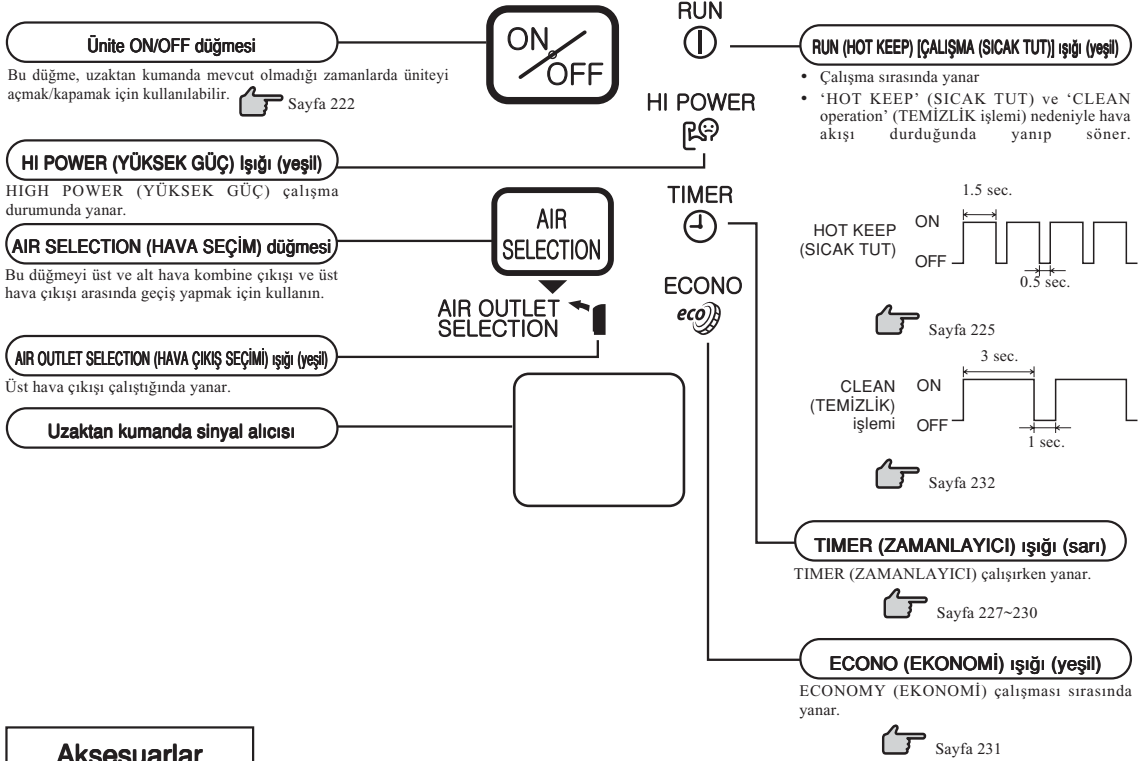 Ünite ON/OFF düğmesi
Bu düğme, uzaktan kumanda mevcut olmadığı zamanlarda üniteyi
açmak/kapamak için kullanılabilir.
Sayfa 222
HI POWER (YÜKSEK GÜÇ) Işığı (yeşil)
HIGH POWER (YÜKSEK GÜÇ) çalışma
durumunda yanar.
AIR SELECTION (HAVA SEÇİM) düğmesi
Bu düğmeyi üst ve alt hava kombine çıkışı ve üst
hava çıkışı arasında geçiş yapmak için kullanın.
AIR OUTLET SELECTION (HAVA ÇIKIŞ SEÇİMİ) ışığı (yeşil)
Üst hava çıkışı çalıştığında yanar.
Uzaktan kumanda sinyal alıcısı
ON
OFF
AIR
SELECTION
AIR OUTLET
SELECTION
RUN
HI POWER
TIMER
ECONO
eco
RUN (HOT KEEP) [ÇALIŞMA (SICAK TUT)] ışığı (yeşil)
• Çalışma sırasında yanar
• ‘HOT KEEP’ (SICAK TUT) ve ‘CLEAN
operation’ (TEMİZLİK işlemi) nedeniyle hava
akışı durduğunda yanıp söner.
1.5 sec.
HOT KEEP
(SICAK TUT)
ON
OFF
0.5 sec.
Sayfa 225
3 sec.
CLEAN
(TEMİZLİK)
işlemi
ON
OFF
1 sec.
Sayfa 232
TIMER (ZAMANLAYICI) ışığı (sarı)
TIMER (ZAMANLAYICI) çalışırken yanar.
Sayfa 227~230
ECONO (EKONOMİ) ışığı (yeşil)
ECONOMY (EKONOMİ) çalışması sırasında
yanar.
Sayfa 231
Aksesuarlar